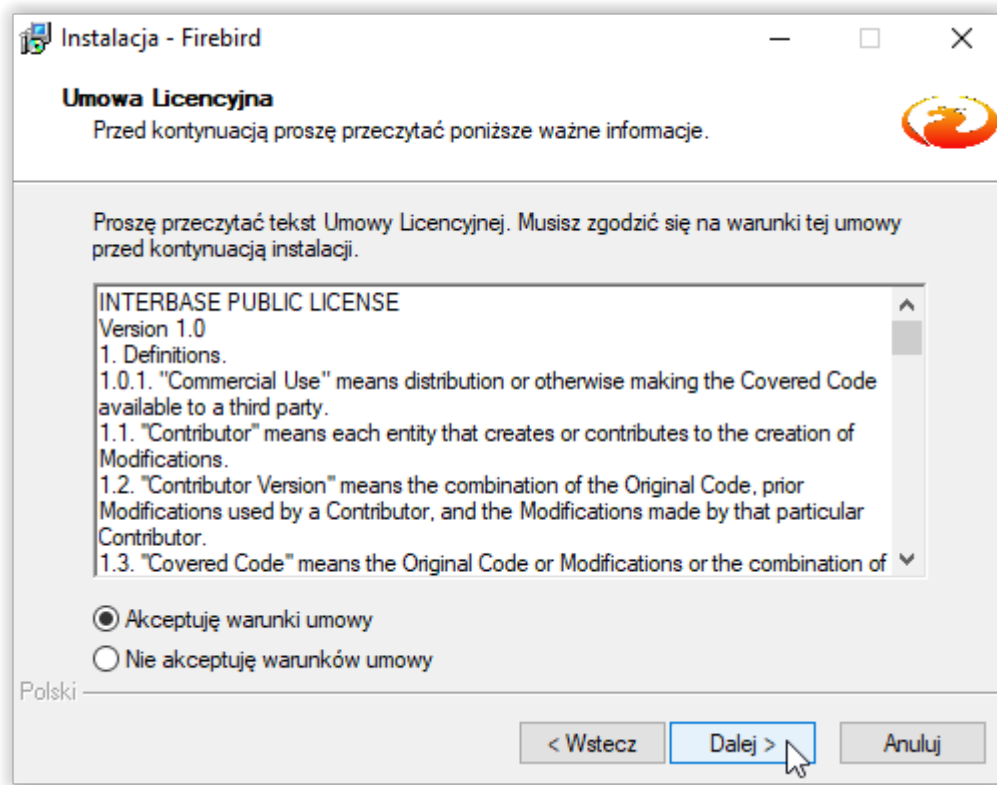 Instalacja - Firebird
Umowa Licencyjna
Przed kontynuacją proszę przeczytać poniższe ważne informacje.
Proszę przeczytać tekst Umowy Licencyjnej. Musisz zgodzić się na warunki tej umowy
przed kontynuacją instalacji.
INTERBASE PUBLIC LICENSE
Version 1.0
1. Definitions.
1.0.1. "Commercial Use" means distribution or otherwise making the Covered Code
available to a third party.
1.1. "Contributor" means each entity that creates or contributes to the creation of
Modifications.
1.2. "Contributor Version" means the combination of the Original Code, prior
Modifications used by a Contributor, and the Modifications made by that particular
Contributor.
1.3. "Covered Code" means the Original Code or Modifications or the combination of
Akceptuję warunki umowy
Nie akceptuję warunków umowy
Polski
< Wstecz
Dalej >
Anuluj